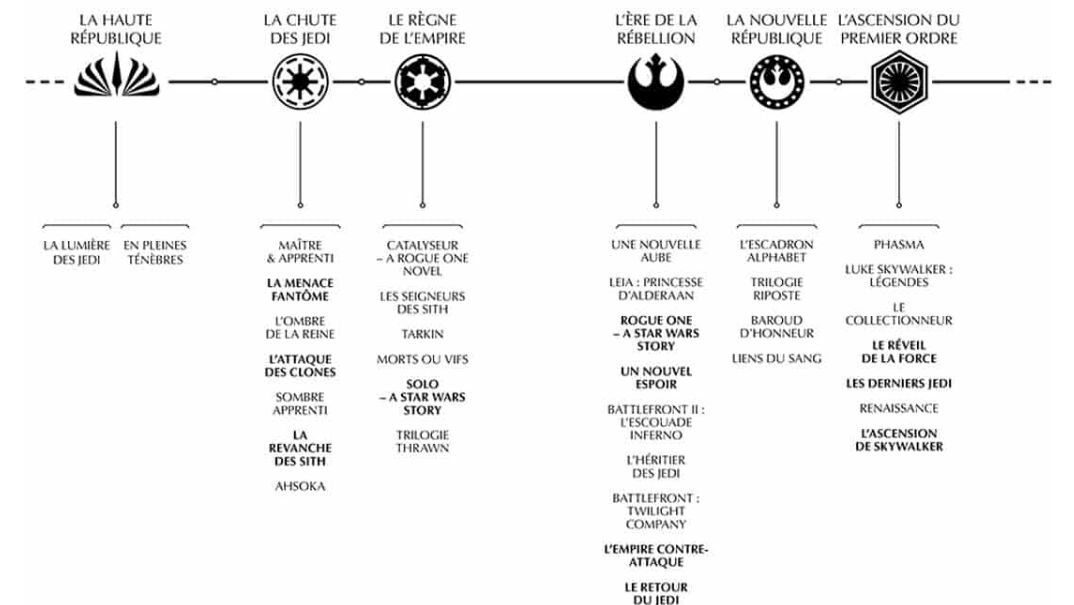 LA HAUTE
RÉPUBLIQUE
LA CHUTE
DES JEDI
LE RÈGNE
DE L'EMPIRE
L'ÈRE DE LA
RÉBELLION
LA NOUVELLE
RÉPUBLIQUE
L'ASCENSION DU
PREMIER ORDRE
LA LUMIÈRE
DES JEDI
EN PLEINES
TÉNÈBRES
MAÎTRE
& APPRENTI
LA MENACE
FANTÔME
L'OMBRE
DE LA REINE
L'ATTAQUE
DES CLONES
SOMBRE
APPRENTI
LA
REVANCHE
DES SITH
AHSOKA
CATALYSEUR
– A ROGUE ONE
NOVEL
LES SEIGNEURS
DES SITH
TARKIN
MORTS OU VIFS
SOLO
– A STAR WARS
STORY
TRILOGIE
THRAWN
UNE NOUVELLE
AUBE
LEIA : PRINCESSE
D'ALDERAAN
ROGUE ONE
– A STAR WARS
STORY
UN NOUVEL
ESPOIR
BATTLEFRONT II :
L'ESCOUADE
INFERNO
L'HÉRITIER
DES JEDI
BATTLEFRONT :
TWILIGHT
COMPANY
L'EMPIRE CONTRE-
ATTAQUE
LE RETOUR
DU JEDI
L'ESCADRON
ALPHABET
TRILOGIE
RIPOSTE
BAROUD
D'HONNEUR
LIENS DU SANG
PHASMA
LUKE SKYWALKER :
LÉGENDES
LE
COLLECTIONNEUR
LE RÉVEIL
DE LA FORCE
LES DERNIERS JEDI
RENAISSANCE
L'ASCENSION
DE SKYWALKER